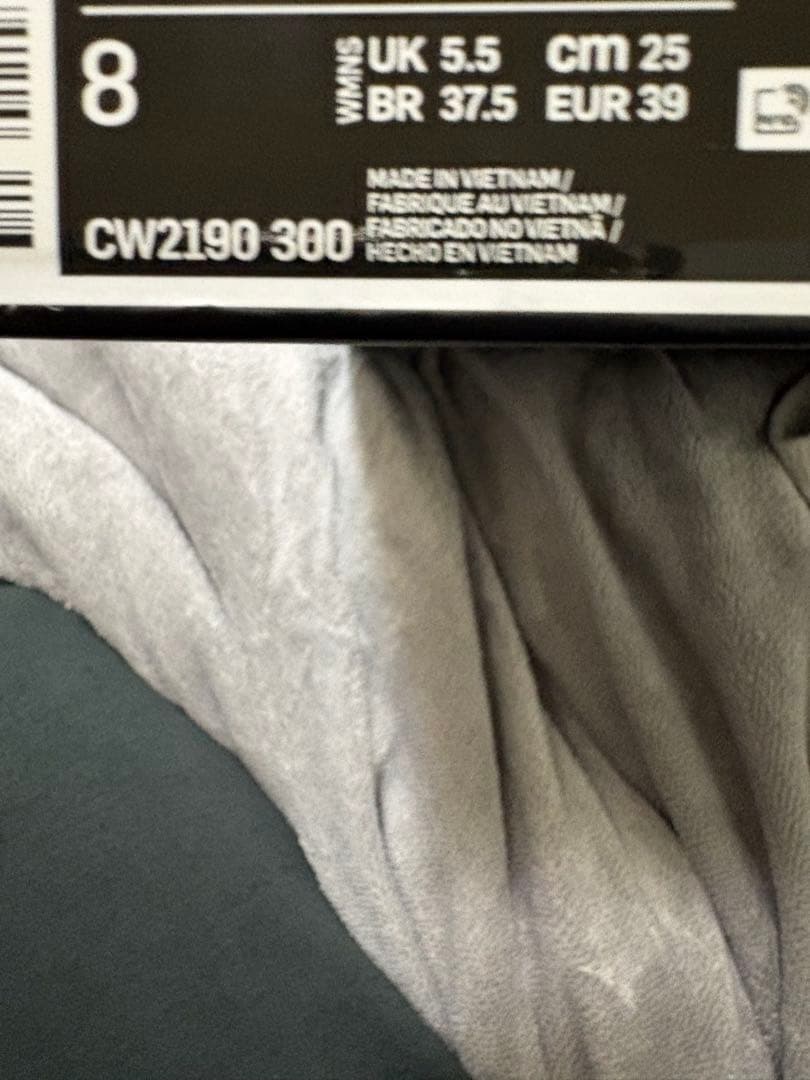 8
WMNS
UK 5.5 cm 25
BR 37.5 EUR 39
MADE IN VIETNAM /
FABRIQUE AU VIETNAM /
FABRICADO NO VIETNÃ /
HECHO EN VIETNAM
CW2190 300